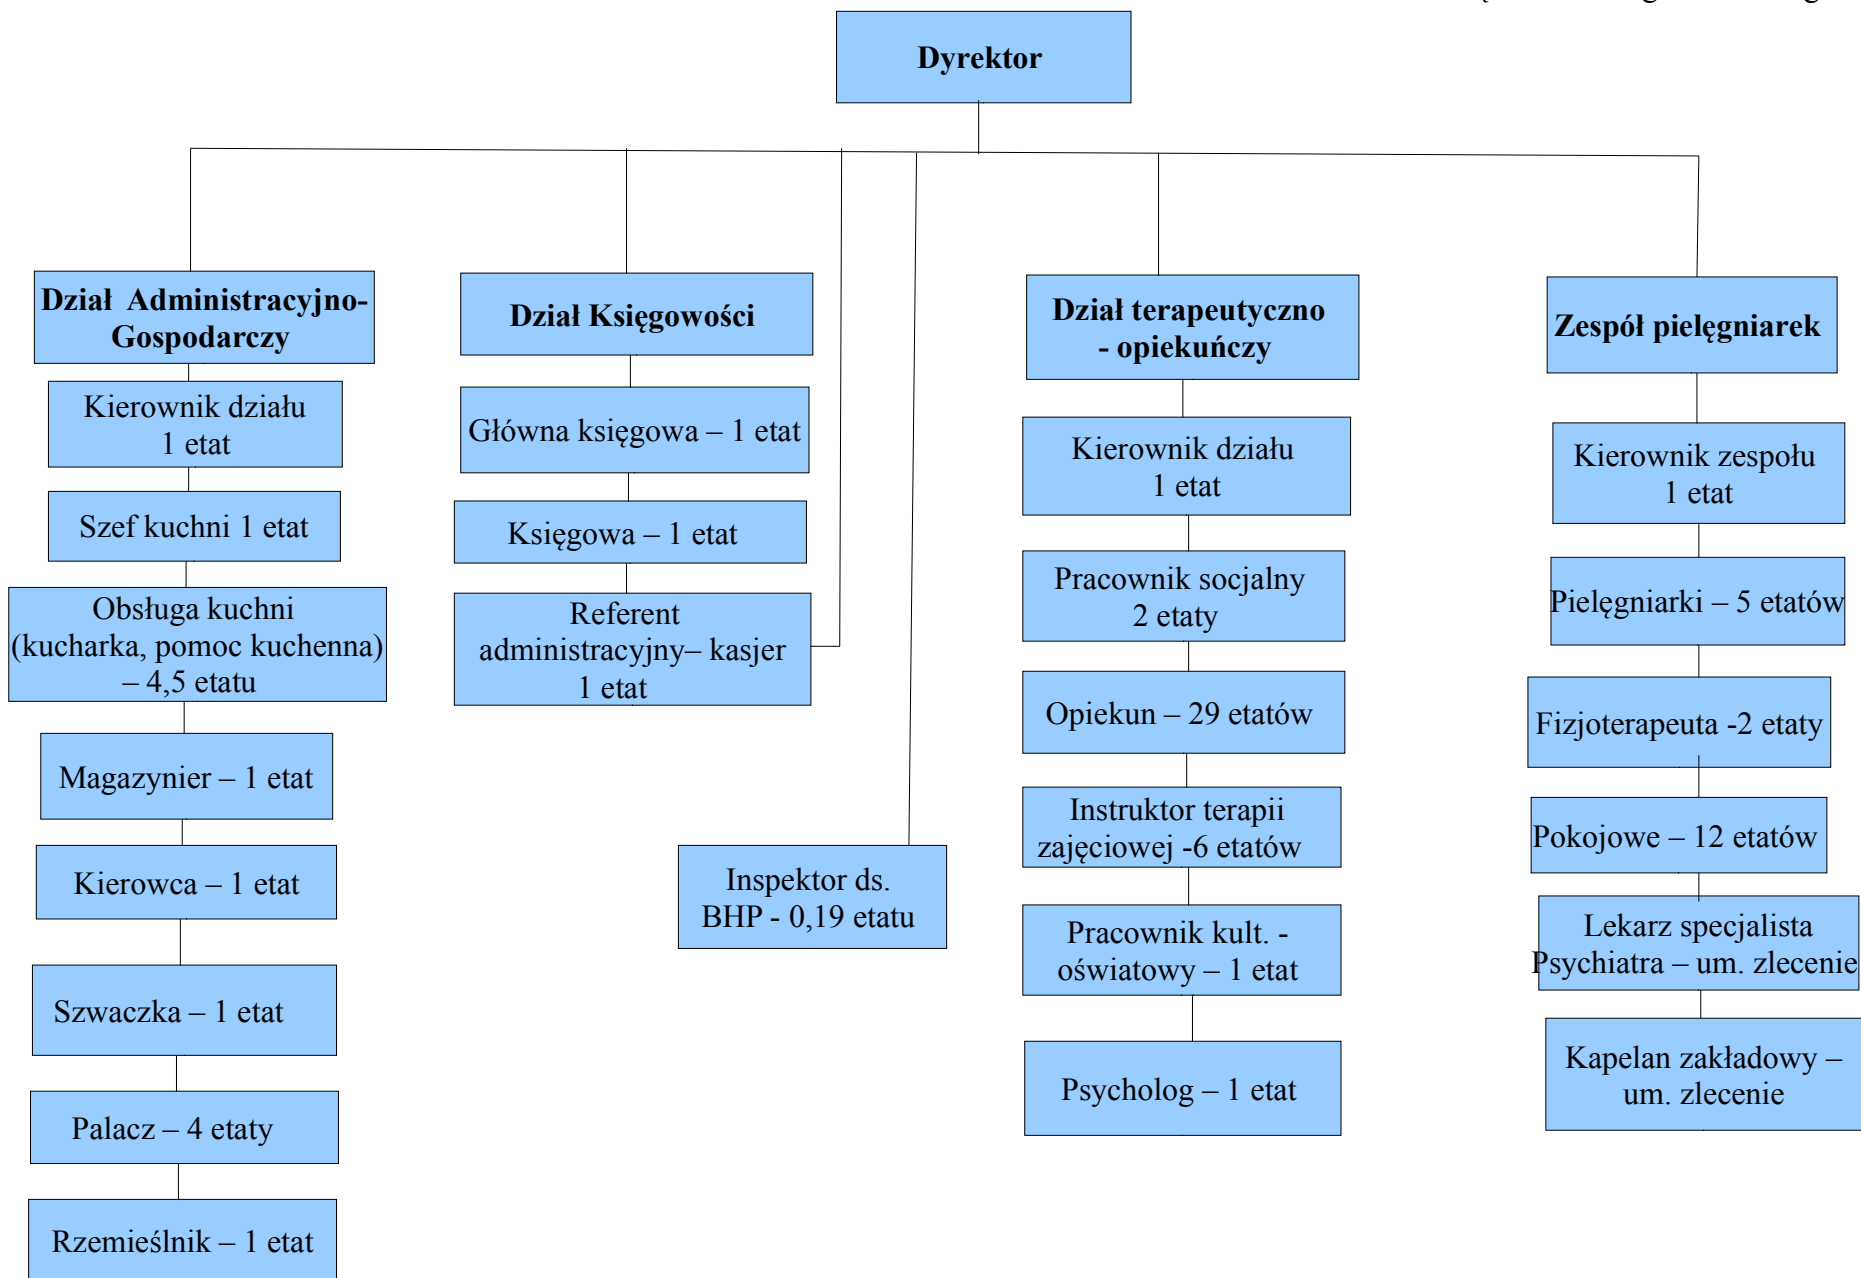 Dyrektor
Dział Administracyjno-
Gospodarczy
Kierownik działu
1 etat
Szef kuchni 1 etat
Obsługa kuchni
(kucharka, pomoc kuchenna)
– 4,5 etatu
Magazynier – 1 etat
Kierowca – 1 etat
Szwaczka – 1 etat
Palacz – 4 etaty
Rzemieślnik – 1 etat
Dział Księgowości
Główna księgowa – 1 etat
Księgowa – 1 etat
Referent
administracyjny– kasjer
1 etat
Inspektor ds.
BHP - 0,19 etatu
Dział terapeutyczno
- opiekuńczy
Kierownik działu
1 etat
Pracownik socjalny
2 etaty
Opiekun – 29 etatów
Instruktor terapii
zajęciowej -6 etatów
Pracownik kult. -
oświatowy – 1 etat
Psycholog – 1 etat
Zespół pielęgniarek
Kierownik zespołu
1 etat
Pielęgniarki – 5 etatów
Fizjoterapeuta -2 etaty
Pokojowe – 12 etatów
Lekarz specjalista
Psychiatra – um. zlecenie
Kapelan zakładowy –
um. zlecenie